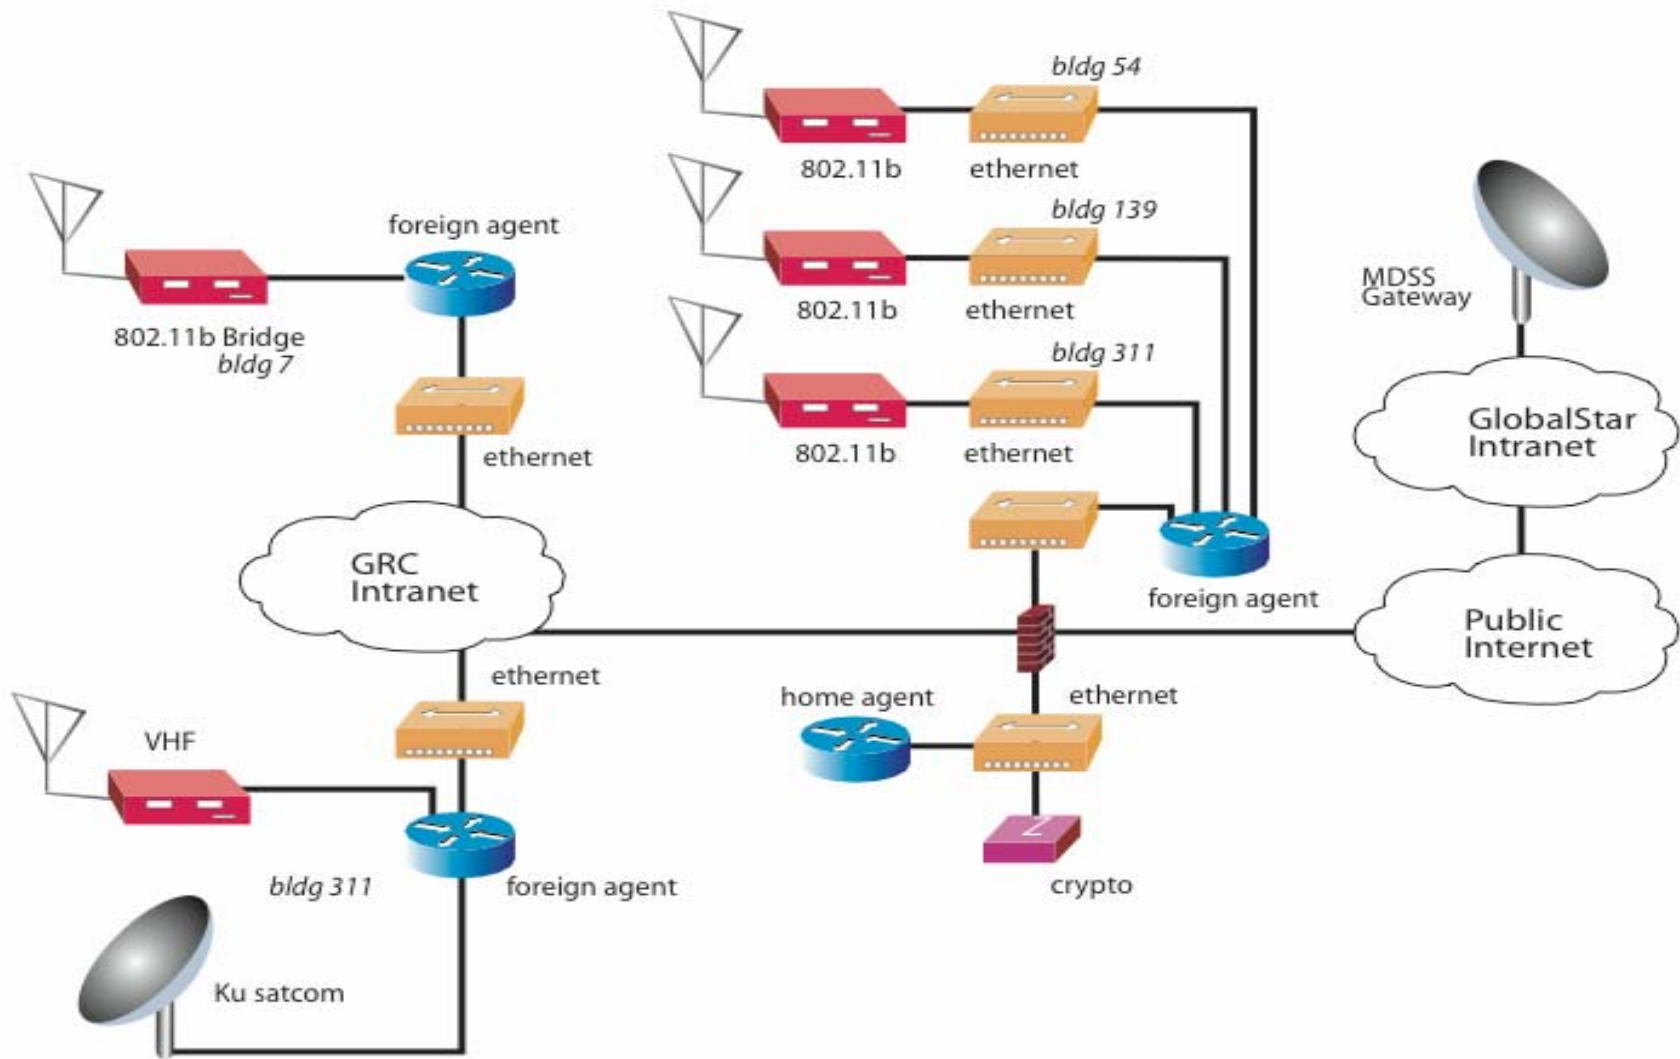 bldg 54
802.11b
ethernet
bldg 139
foreign agent
802.11b
ethernet
MDSS
Gateway
802.11b Bridge
bldg 7
bldg 311
802.11b
ethernet
ethernet
GlobalStar
Intranet
GRC
Intranet
foreign agent
Public
Internet
ethernet
home agent
ethernet
VHF
bldg 311
foreign agent
crypto
Ku satcom